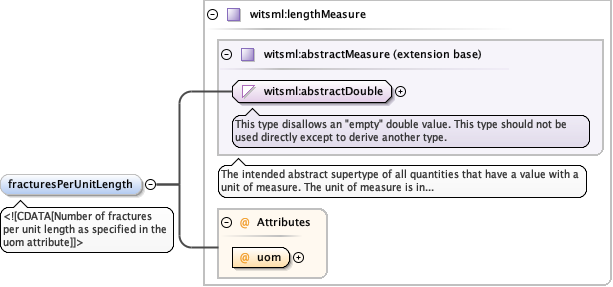 witsml:lengthMeasure
witsml:abstractMeasure (extension base)
witsml:abstractDouble
This type disallows an "empty" double value. This type should not be
used directly except to derive another type.
The intended abstract supertype of all quantities that have a value with a
unit of measure. The unit of measure is in...
fracturesPerUnitLength
<![CDATA[Number of fractures
per unit length as specified in the
uom attribute]]>
@ Attributes
@ uom